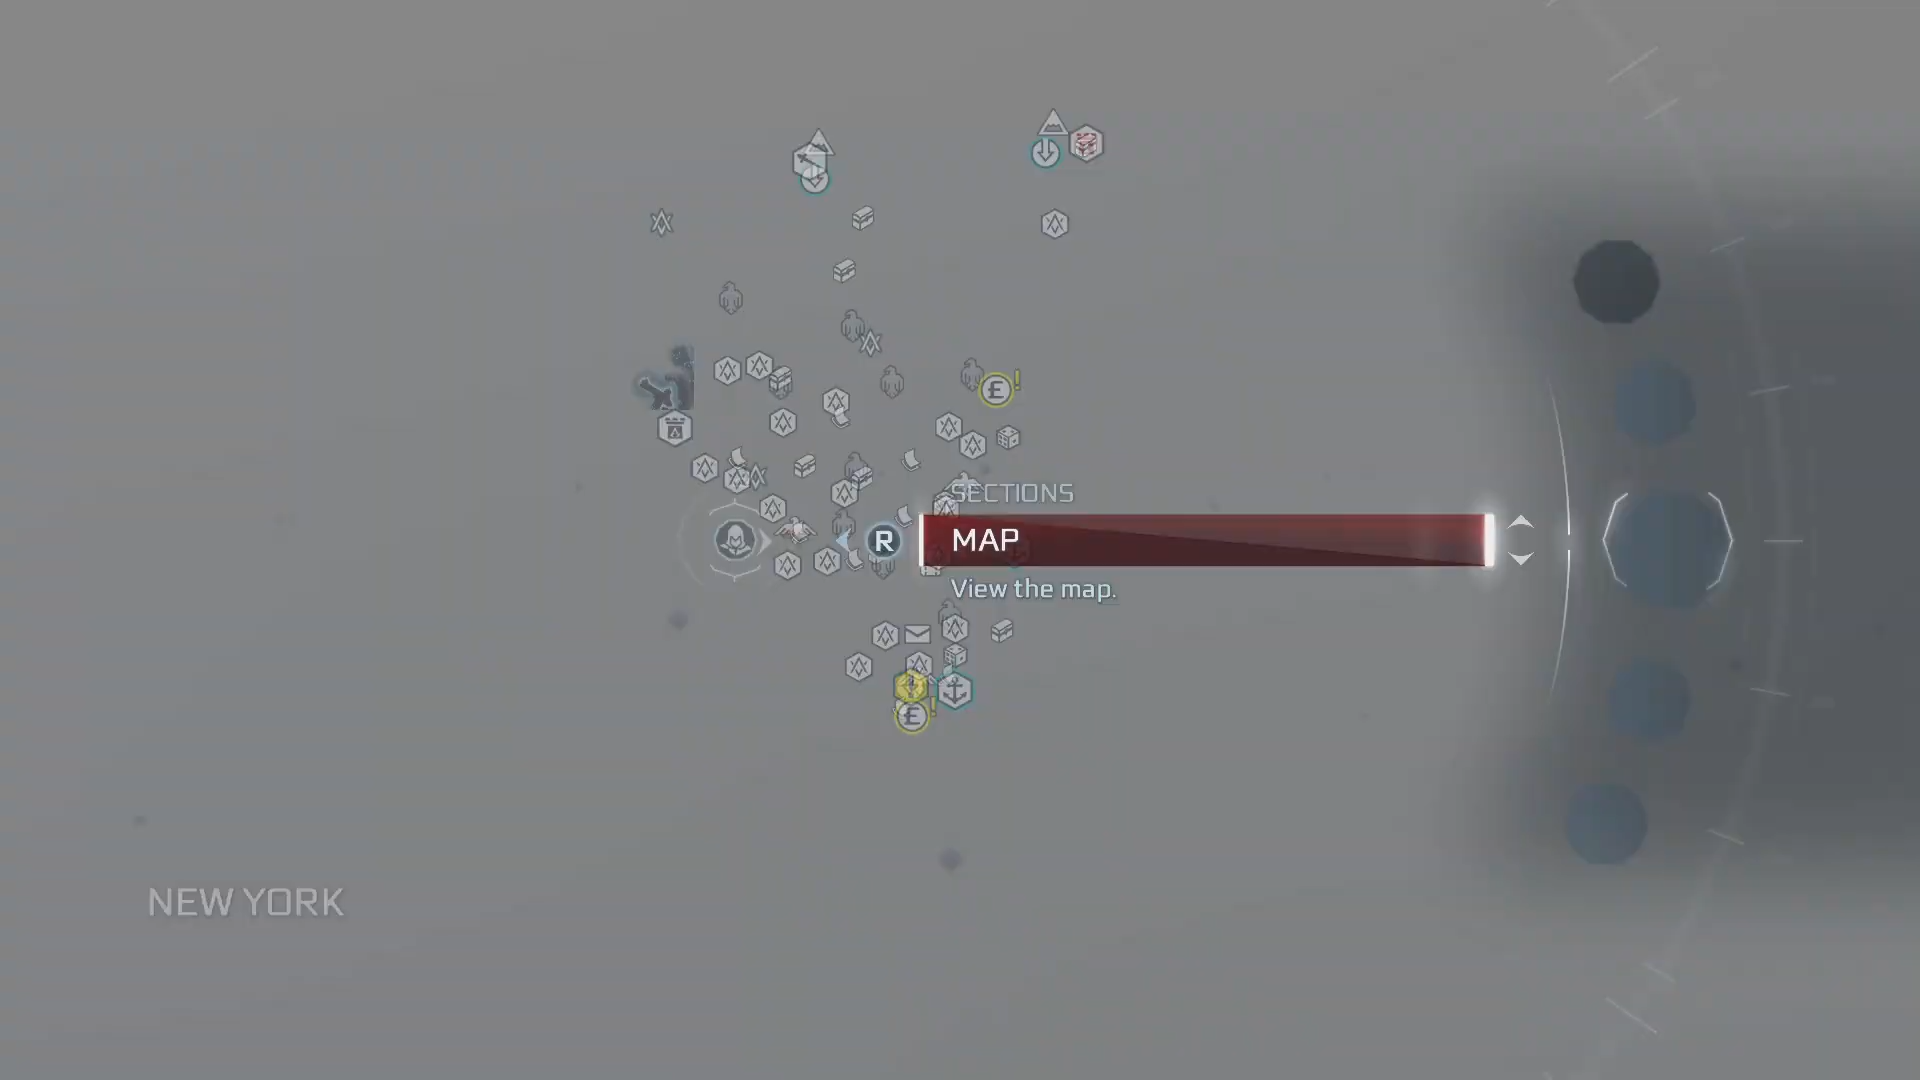 £ !
SECTIONS
R MAP
View the map.
£ !
NEW YORK